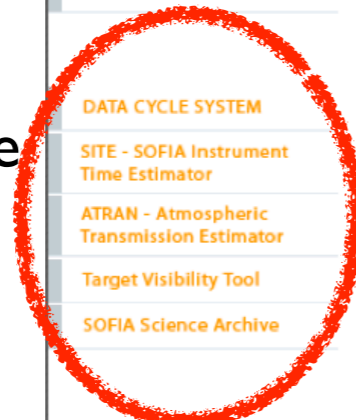 DATA CYCLE SYSTEM
e
SITE - SOFIA Instrument
Time Estimator
ATRAN - Atmospheric
Transmission Estimator
Target Visibility Tool
SOFIA Science Archive